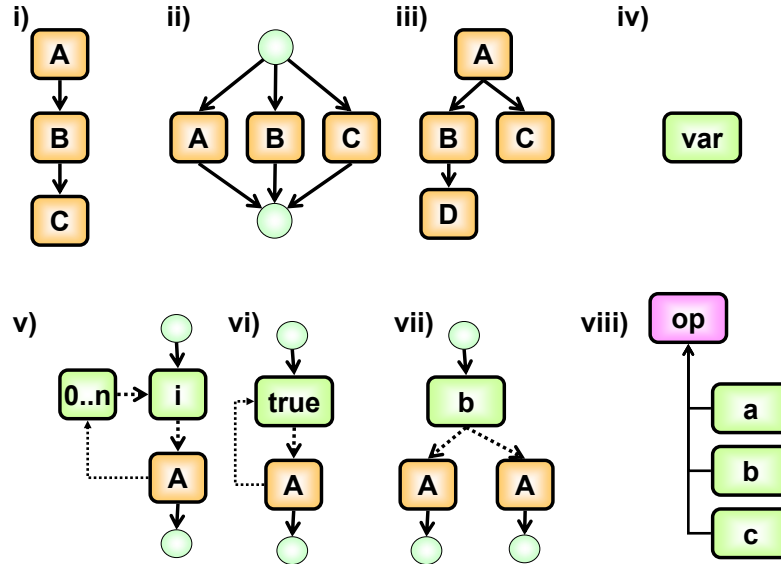 i)
A
B
C
ii)
A B C
iii)
A
B C
D
iv)
var
v)
0..n i
A
vi)
true
A
vii)
b
A A
viii)
op
a
b
c